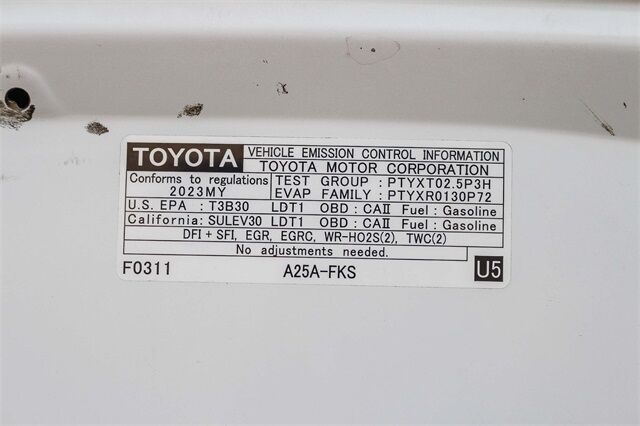 TOYOTA VEHICLE EMISSION CONTROL INFORMATION
TOYOTA MOTOR CORPORATION
Conforms to regulations TEST GROUP : PTYXT02.5P3H
2023MY EVAP FAMILY : PTYXR0130P72
U.S. EPA : T3B30 LDT1 OBD : CAII Fuel : Gasoline
California: SULEV30 LDT1 OBD : CAII Fuel : Gasoline
DFI + SFI, EGR, EGRC, WR-HO2S(2), TWC(2)
No adjustments needed.
F0311 A25A-FKS U5